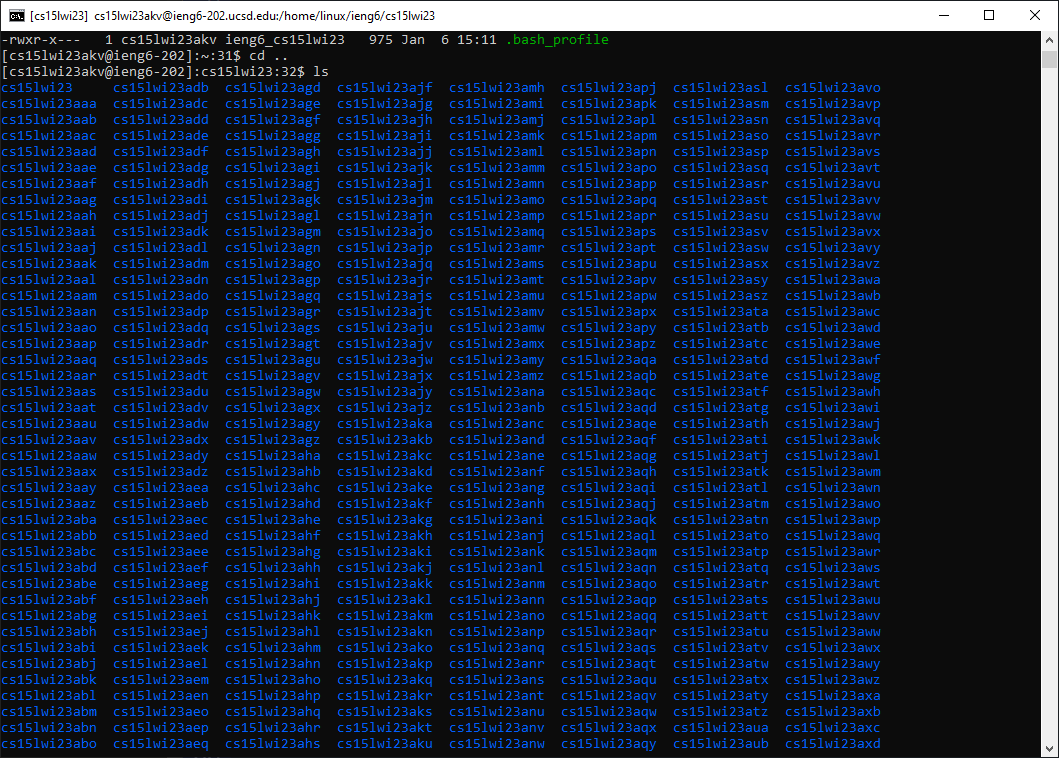 [cs15lwi23] cs15lwi23akv@ieng6-202.ucsd.edu:/home/linux/ieng6/cs15lwi23
-rwxr-x---   1 cs15lwi23akv ieng6_cs15lwi23   975 Jan  6 15:11 .bash_profile
[cs15lwi23akv@ieng6-202]:~:31$ cd ..
[cs15lwi23akv@ieng6-202]:cs15lwi23:32$ ls
cs15lwi23     cs15lwi23adb  cs15lwi23agd  cs15lwi23ajf  cs15lwi23amh  cs15lwi23apj  cs15lwi23asl  cs15lwi23avo
cs15lwi23aaa  cs15lwi23adc  cs15lwi23age  cs15lwi23ajg  cs15lwi23ami  cs15lwi23apk  cs15lwi23asm  cs15lwi23avp
cs15lwi23aab  cs15lwi23add  cs15lwi23agf  cs15lwi23ajh  cs15lwi23amj  cs15lwi23apl  cs15lwi23asn  cs15lwi23avq
cs15lwi23aac  cs15lwi23ade  cs15lwi23agg  cs15lwi23aji  cs15lwi23amk  cs15lwi23apm  cs15lwi23aso  cs15lwi23avr
cs15lwi23aad  cs15lwi23adf  cs15lwi23agh  cs15lwi23ajj  cs15lwi23aml  cs15lwi23apn  cs15lwi23asp  cs15lwi23avs
cs15lwi23aae  cs15lwi23adg  cs15lwi23agi  cs15lwi23ajk  cs15lwi23amm  cs15lwi23apo  cs15lwi23asq  cs15lwi23avt
cs15lwi23aaf  cs15lwi23adh  cs15lwi23agj  cs15lwi23ajl  cs15lwi23amn  cs15lwi23app  cs15lwi23asr  cs15lwi23avu
cs15lwi23aag  cs15lwi23adi  cs15lwi23agk  cs15lwi23ajm  cs15lwi23amo  cs15lwi23apq  cs15lwi23ast  cs15lwi23avv
cs15lwi23aah  cs15lwi23adj  cs15lwi23agl  cs15lwi23ajn  cs15lwi23amp  cs15lwi23apr  cs15lwi23asu  cs15lwi23avw
cs15lwi23aai  cs15lwi23adk  cs15lwi23agm  cs15lwi23ajo  cs15lwi23amq  cs15lwi23aps  cs15lwi23asv  cs15lwi23avx
cs15lwi23aaj  cs15lwi23adl  cs15lwi23agn  cs15lwi23ajp  cs15lwi23amr  cs15lwi23apt  cs15lwi23asw  cs15lwi23avy
cs15lwi23aak  cs15lwi23adm  cs15lwi23ago  cs15lwi23ajq  cs15lwi23ams  cs15lwi23apu  cs15lwi23asx  cs15lwi23avz
cs15lwi23aal  cs15lwi23adn  cs15lwi23agp  cs15lwi23ajr  cs15lwi23amt  cs15lwi23apv  cs15lwi23asy  cs15lwi23awa
cs15lwi23aam  cs15lwi23ado  cs15lwi23agq  cs15lwi23ajs  cs15lwi23amu  cs15lwi23apw  cs15lwi23asz  cs15lwi23awb
cs15lwi23aan  cs15lwi23adp  cs15lwi23agr  cs15lwi23ajt  cs15lwi23amv  cs15lwi23apx  cs15lwi23ata  cs15lwi23awc
cs15lwi23aao  cs15lwi23adq  cs15lwi23ags  cs15lwi23aju  cs15lwi23amw  cs15lwi23apy  cs15lwi23atb  cs15lwi23awd
cs15lwi23aap  cs15lwi23adr  cs15lwi23agt  cs15lwi23ajv  cs15lwi23amx  cs15lwi23apz  cs15lwi23atc  cs15lwi23awe
cs15lwi23aaq  cs15lwi23ads  cs15lwi23agu  cs15lwi23ajw  cs15lwi23amy  cs15lwi23aqa  cs15lwi23atd  cs15lwi23awf
cs15lwi23aar  cs15lwi23adt  cs15lwi23agv  cs15lwi23ajx  cs15lwi23amz  cs15lwi23aqb  cs15lwi23ate  cs15lwi23awg
cs15lwi23aas  cs15lwi23adu  cs15lwi23agw  cs15lwi23ajy  cs15lwi23ana  cs15lwi23aqc  cs15lwi23atf  cs15lwi23awh
cs15lwi23aat  cs15lwi23adv  cs15lwi23agx  cs15lwi23ajz  cs15lwi23anb  cs15lwi23aqd  cs15lwi23atg  cs15lwi23awi
cs15lwi23aau  cs15lwi23adw  cs15lwi23agy  cs15lwi23aka  cs15lwi23anc  cs15lwi23aqe  cs15lwi23ath  cs15lwi23awj
cs15lwi23aav  cs15lwi23adx  cs15lwi23agz  cs15lwi23akb  cs15lwi23and  cs15lwi23aqf  cs15lwi23ati  cs15lwi23awk
cs15lwi23aaw  cs15lwi23ady  cs15lwi23aha  cs15lwi23akc  cs15lwi23ane  cs15lwi23aqg  cs15lwi23atj  cs15lwi23awl
cs15lwi23aax  cs15lwi23adz  cs15lwi23ahb  cs15lwi23akd  cs15lwi23anf  cs15lwi23aqh  cs15lwi23atk  cs15lwi23awm
cs15lwi23aay  cs15lwi23aea  cs15lwi23ahc  cs15lwi23ake  cs15lwi23ang  cs15lwi23aqi  cs15lwi23atl  cs15lwi23awn
cs15lwi23aaz  cs15lwi23aeb  cs15lwi23ahd  cs15lwi23akf  cs15lwi23anh  cs15lwi23aqj  cs15lwi23atm  cs15lwi23awo
cs15lwi23aba  cs15lwi23aec  cs15lwi23ahe  cs15lwi23akg  cs15lwi23ani  cs15lwi23aqk  cs15lwi23atn  cs15lwi23awp
cs15lwi23abb  cs15lwi23aed  cs15lwi23ahf  cs15lwi23akh  cs15lwi23anj  cs15lwi23aql  cs15lwi23ato  cs15lwi23awq
cs15lwi23abc  cs15lwi23aee  cs15lwi23ahg  cs15lwi23aki  cs15lwi23ank  cs15lwi23aqm  cs15lwi23atp  cs15lwi23awr
cs15lwi23abd  cs15lwi23aef  cs15lwi23ahh  cs15lwi23akj  cs15lwi23anl  cs15lwi23aqn  cs15lwi23atq  cs15lwi23aws
cs15lwi23abe  cs15lwi23aeg  cs15lwi23ahi  cs15lwi23akk  cs15lwi23anm  cs15lwi23aqo  cs15lwi23atr  cs15lwi23awt
cs15lwi23abf  cs15lwi23aeh  cs15lwi23ahj  cs15lwi23akl  cs15lwi23ann  cs15lwi23aqp  cs15lwi23ats  cs15lwi23awu
cs15lwi23abg  cs15lwi23aei  cs15lwi23ahk  cs15lwi23akm  cs15lwi23ano  cs15lwi23aqq  cs15lwi23att  cs15lwi23awv
cs15lwi23abh  cs15lwi23aej  cs15lwi23ahl  cs15lwi23akn  cs15lwi23anp  cs15lwi23aqr  cs15lwi23atu  cs15lwi23aww
cs15lwi23abi  cs15lwi23aek  cs15lwi23ahm  cs15lwi23ako  cs15lwi23anq  cs15lwi23aqs  cs15lwi23atv  cs15lwi23awx
cs15lwi23abj  cs15lwi23ael  cs15lwi23ahn  cs15lwi23akp  cs15lwi23anr  cs15lwi23aqt  cs15lwi23atw  cs15lwi23awy
cs15lwi23abk  cs15lwi23aem  cs15lwi23aho  cs15lwi23akq  cs15lwi23ans  cs15lwi23aqu  cs15lwi23atx  cs15lwi23awz
cs15lwi23abl  cs15lwi23aen  cs15lwi23ahp  cs15lwi23akr  cs15lwi23ant  cs15lwi23aqv  cs15lwi23aty  cs15lwi23axa
cs15lwi23abm  cs15lwi23aeo  cs15lwi23ahq  cs15lwi23aks  cs15lwi23anu  cs15lwi23aqw  cs15lwi23atz  cs15lwi23axb
cs15lwi23abn  cs15lwi23aep  cs15lwi23ahr  cs15lwi23akt  cs15lwi23anv  cs15lwi23aqx  cs15lwi23aua  cs15lwi23axc
cs15lwi23abo  cs15lwi23aeq  cs15lwi23ahs  cs15lwi23aku  cs15lwi23anw  cs15lwi23aqy  cs15lwi23aub  cs15lwi23axd